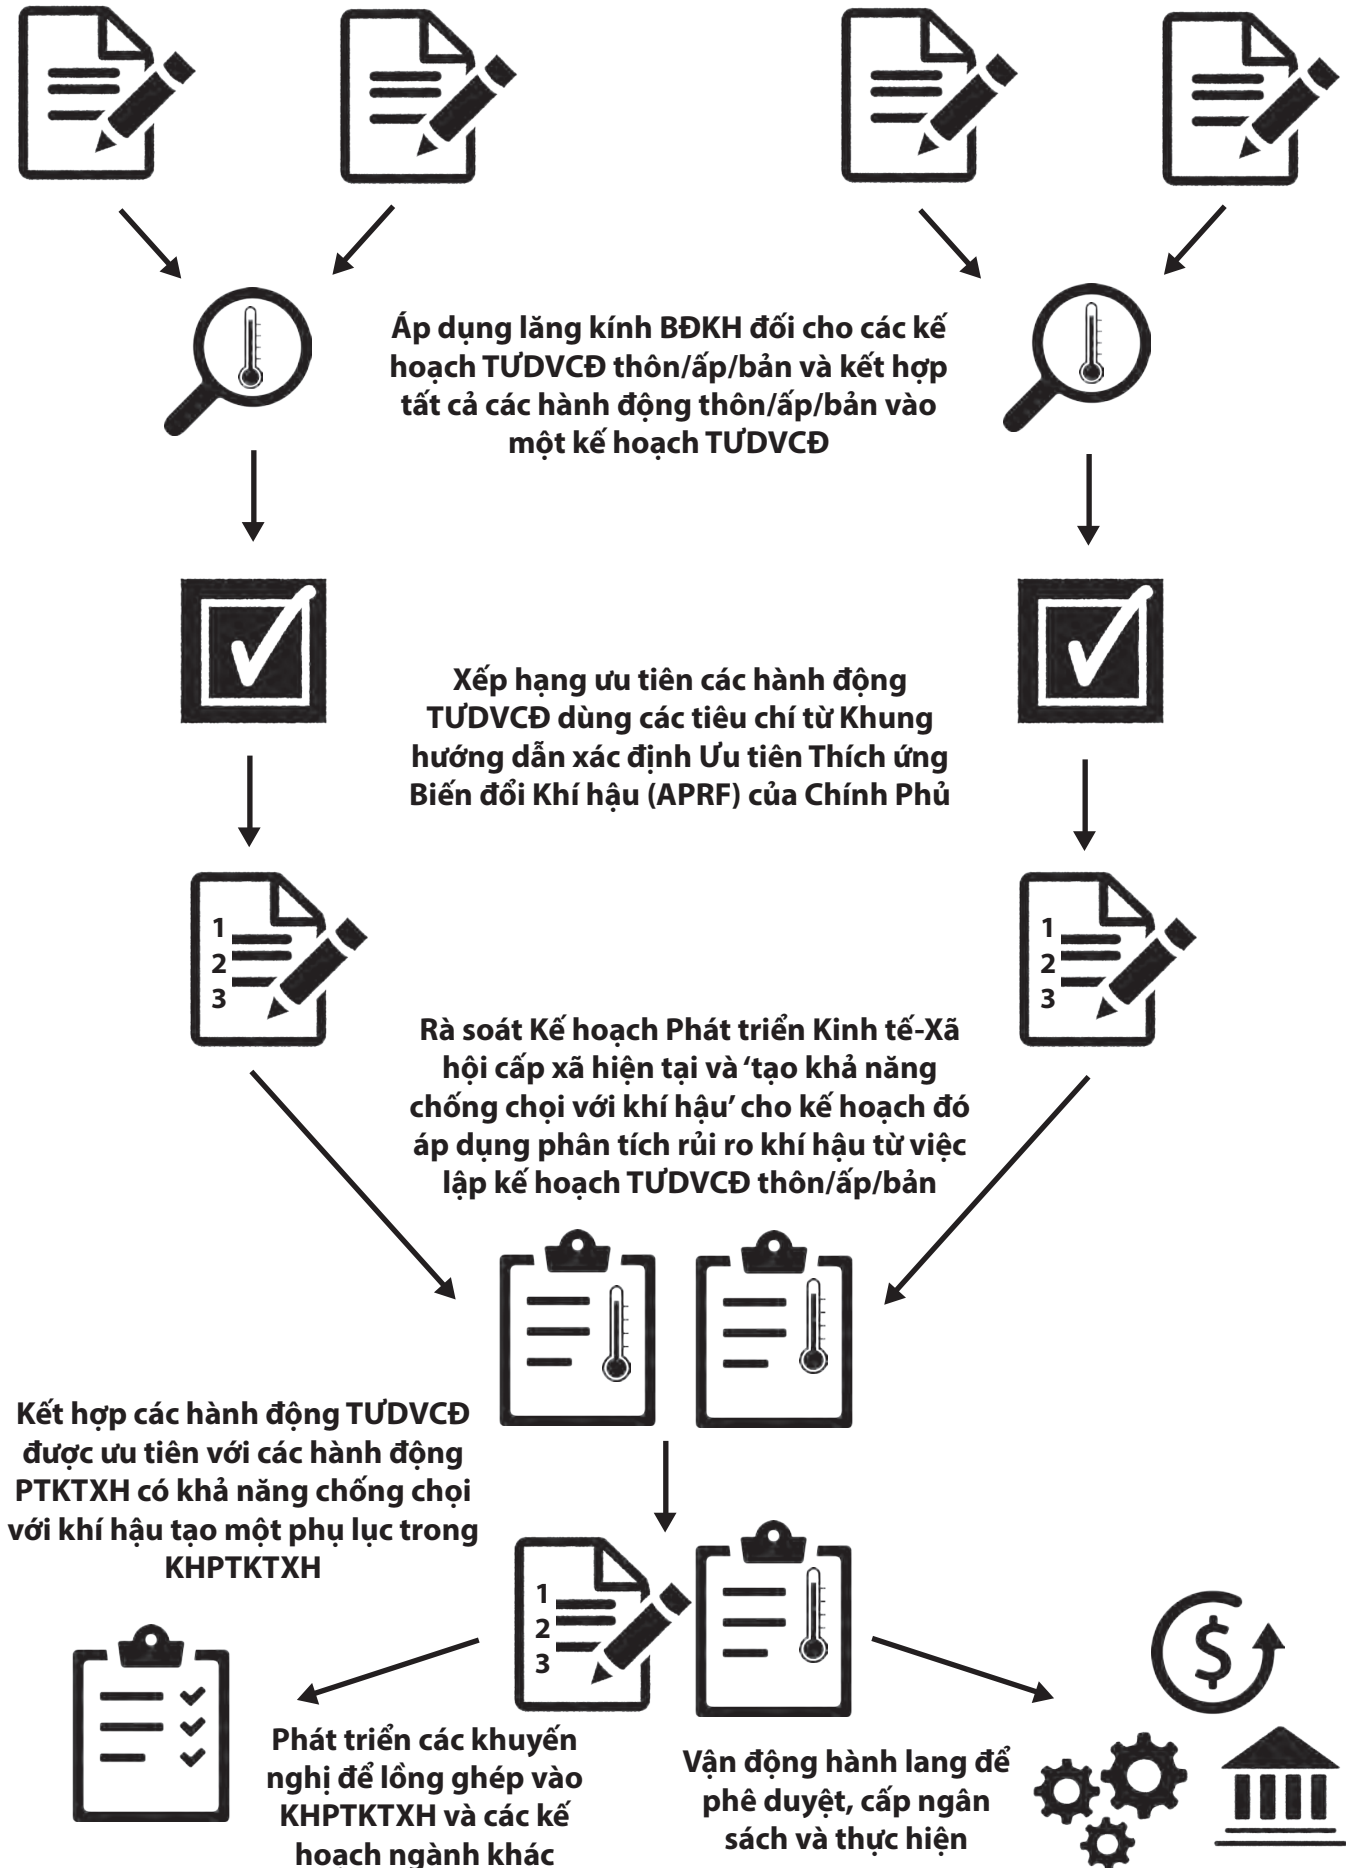 Áp dụng lăng kính BĐKH đối cho các kế
hoạch TƯDVCĐ thôn/ấp/bản và kết hợp
tất cả các hành động thôn/ấp/bản vào
một kế hoạch TƯDVCĐ
Xếp hạng ưu tiên các hành động
TƯDVCĐ dùng các tiêu chí từ Khung
hướng dẫn xác định Ưu tiên Thích ứng
Biến đổi Khí hậu (APRF) của Chính Phủ
1
2
3
1
2
3
Rà soát Kế hoạch Phát triển Kinh tế-Xã
hội cấp xã hiện tại và ‘tạo khả năng
chống chọi với khí hậu’ cho kế hoạch đó
áp dụng phân tích rủi ro khí hậu từ việc
lập kế hoạch TƯDVCĐ thôn/ấp/bản
Kết hợp các hành động TƯDVCĐ
được ưu tiên với các hành động
PTKTXH có khả năng chống chọi
với khí hậu tạo một phụ lục trong
KHPTKTXH
1
2
3
$
Phát triển các khuyến
nghị để lồng ghép vào
KHPTKTXH và các kế
hoạch ngành khác
Vận động hành lang để
phê duyệt, cấp ngân
sách và thực hiện